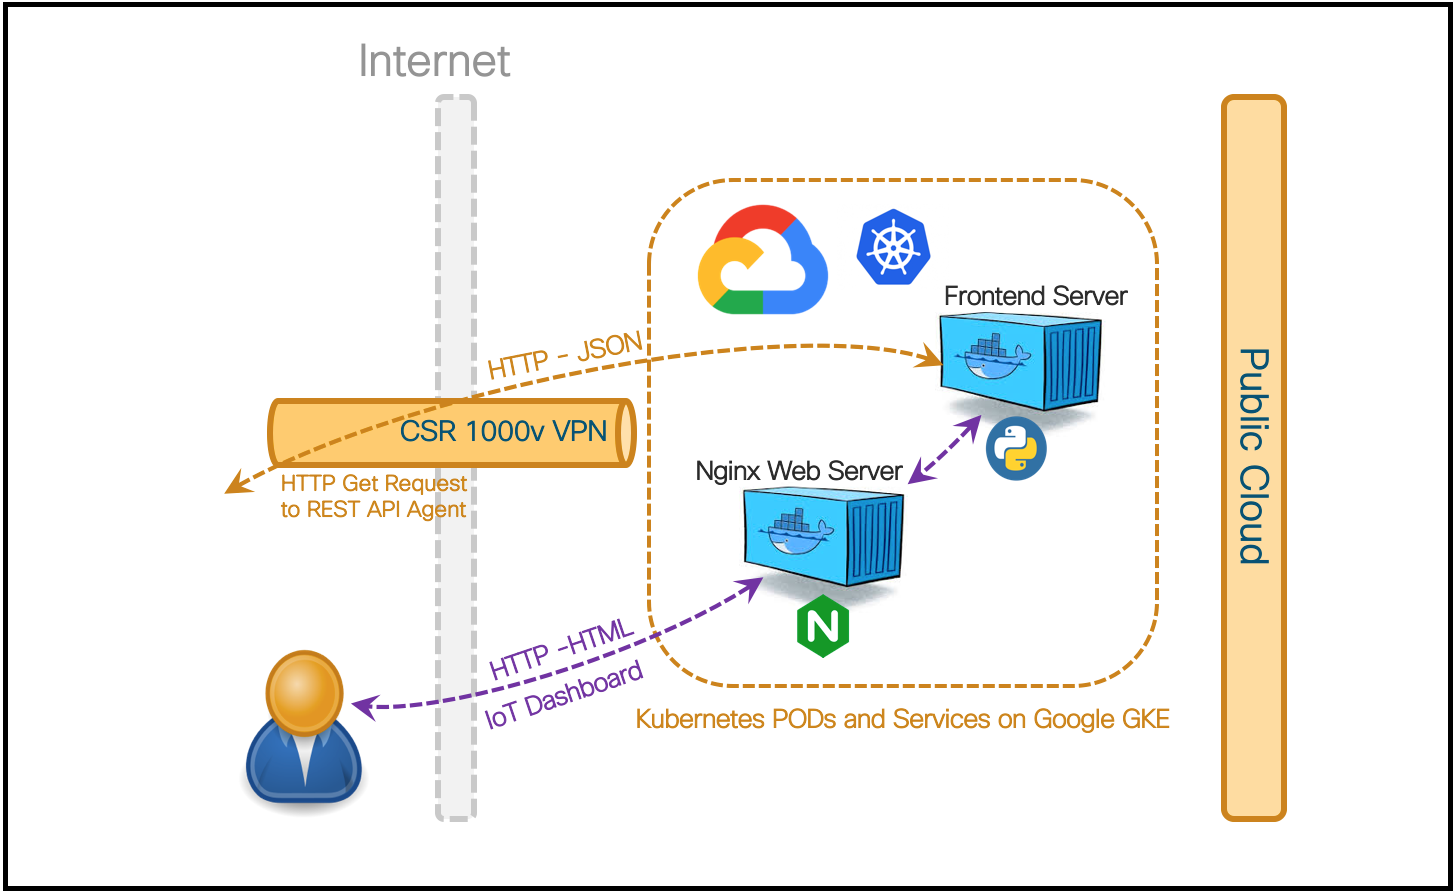 Internet
Frontend Server
HTTP - JSON
CSR 1000v VPN
HTTP Get Request
to REST API Agent
Nginx Web Server
N
HTTP -HTML
IoT Dashboard
Kubernetes PODs and Services on Google GKE
Public Cloud